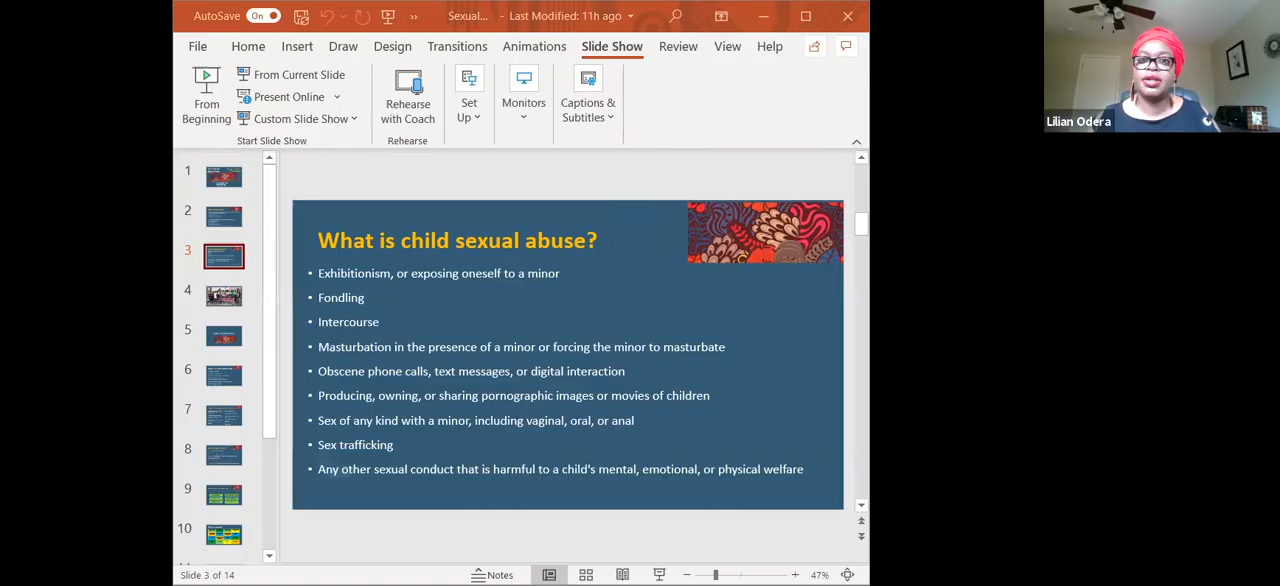 AutoSave On Sexual... - Last Modified: 11h ago
File Home Insert Draw Design Transitions Animations Slide Show Review View Help
From Beginning
From Current Slide
Present Online
Custom Slide Show
Start Slide Show
Rehearse with Coach
Rehearse
Set Up
Monitors
Captions & Subtitles
Lilian Odera
1
2
3
4
5
6
7
8
9
10
What is child sexual abuse?
• Exhibitionism, or exposing oneself to a minor
• Fondling
• Intercourse
• Masturbation in the presence of a minor or forcing the minor to masturbate
• Obscene phone calls, text messages, or digital interaction
• Producing, owning, or sharing pornographic images or movies of children
• Sex of any kind with a minor, including vaginal, oral, or anal
• Sex trafficking
• Any other sexual conduct that is harmful to a child's mental, emotional, or physical welfare
Slide 3 of 14 Notes 47%